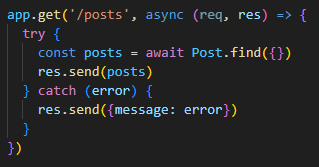 app.get('/posts', async (req, res) => {
  try {
    const posts = await Post.find({})
    res.send(posts)
  } catch (error) {
    res.send({message: error})
  }
})